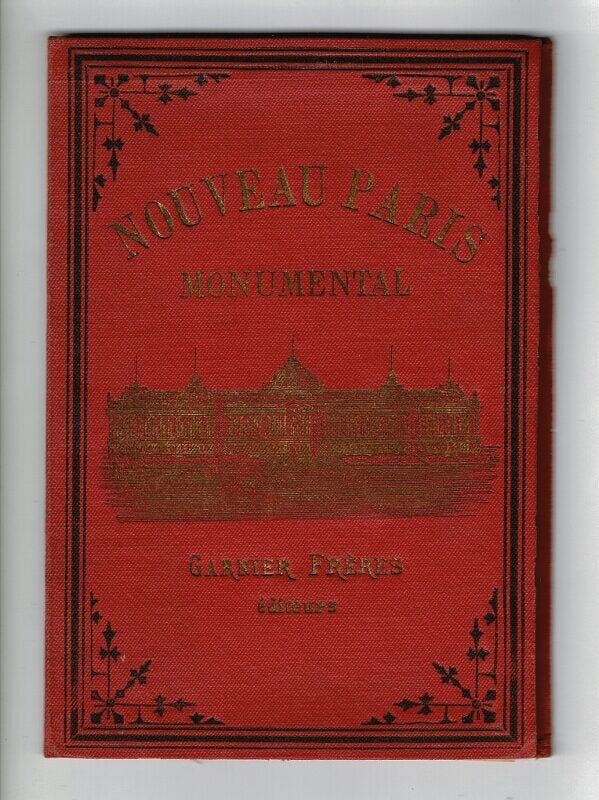 NOUVEAU PARIS
MONUMENTAL
GARNIER FRÈRES
éditeurs